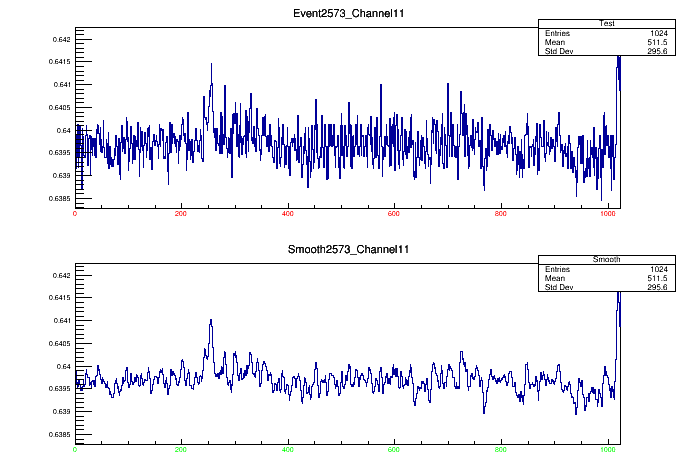 Event2573_Channel11
Test
Entries 1024
Mean 511.5
Std Dev 295.6
0.642
0.6415
0.641
0.6405
0.64
0.6395
0.639
0.6385
0 200 400 600 800 1000
Smooth2573_Channel11
Smooth
Entries 1024
Mean 511.5
Std Dev 295.6
0.642
0.6415
0.641
0.6405
0.64
0.6395
0.639
0.6385
0 200 400 600 800 1000